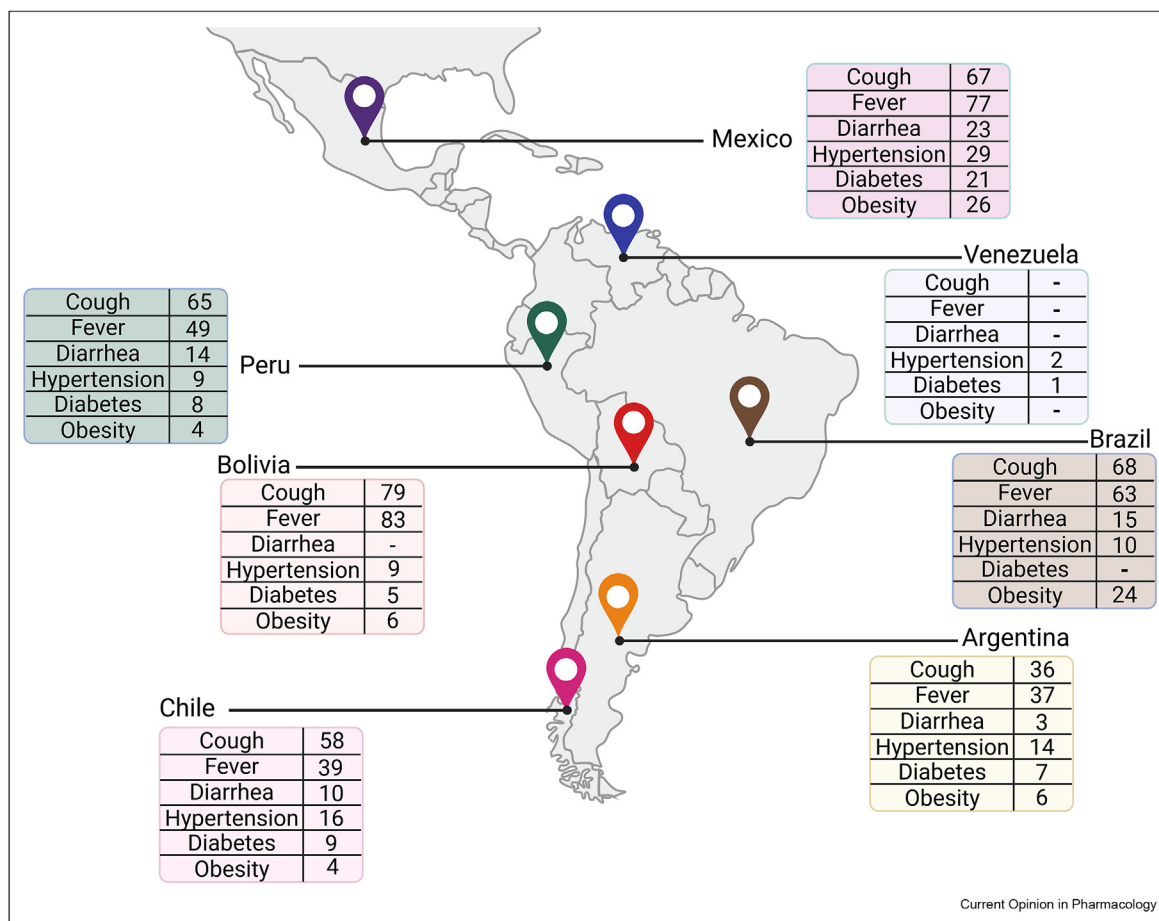 Mexico
Cough 67
Fever 77
Diarrhea 23
Hypertension 29
Diabetes 21
Obesity 26
Venezuela
Cough -
Fever -
Diarrhea -
Hypertension 2
Diabetes 1
Obesity -
Peru
Cough 65
Fever 49
Diarrhea 14
Hypertension 9
Diabetes 8
Obesity 4
Brazil
Cough 68
Fever 63
Diarrhea 15
Hypertension 10
Diabetes -
Obesity 24
Bolivia
Cough 79
Fever 83
Diarrhea -
Hypertension 9
Diabetes 5
Obesity 6
Argentina
Cough 36
Fever 37
Diarrhea 3
Hypertension 14
Diabetes 7
Obesity 6
Chile
Cough 58
Fever 39
Diarrhea 10
Hypertension 16
Diabetes 9
Obesity 4
Current Opinion in Pharmacology